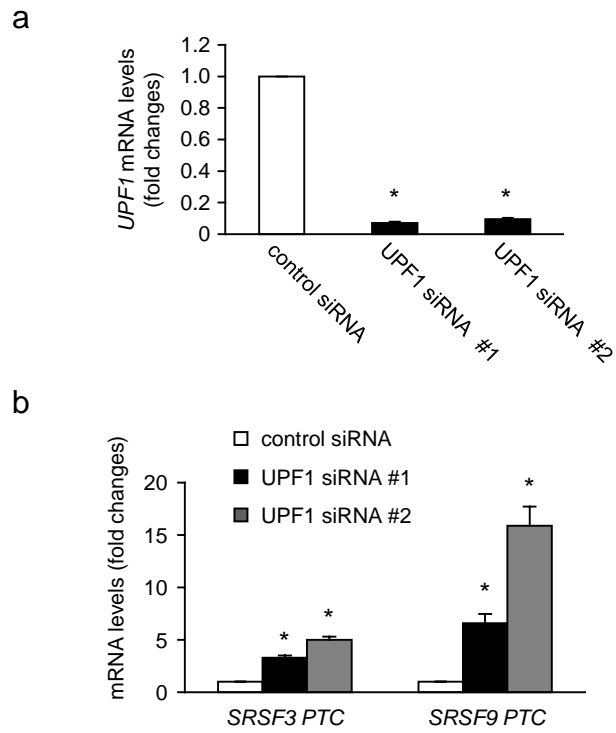 a
UPF1 mRNA levels
(fold changes)
1.2
1.0
0.8
0.6
0.4
0.2
0
*
*
control siRNA
UPF1 siRNA #1
UPF1 siRNA #2
b
mRNA levels (fold changes)
control siRNA
UPF1 siRNA #1
UPF1 siRNA #2
20
15
10
5
0
*
*
*
*
SRSF3 PTC
SRSF9 PTC